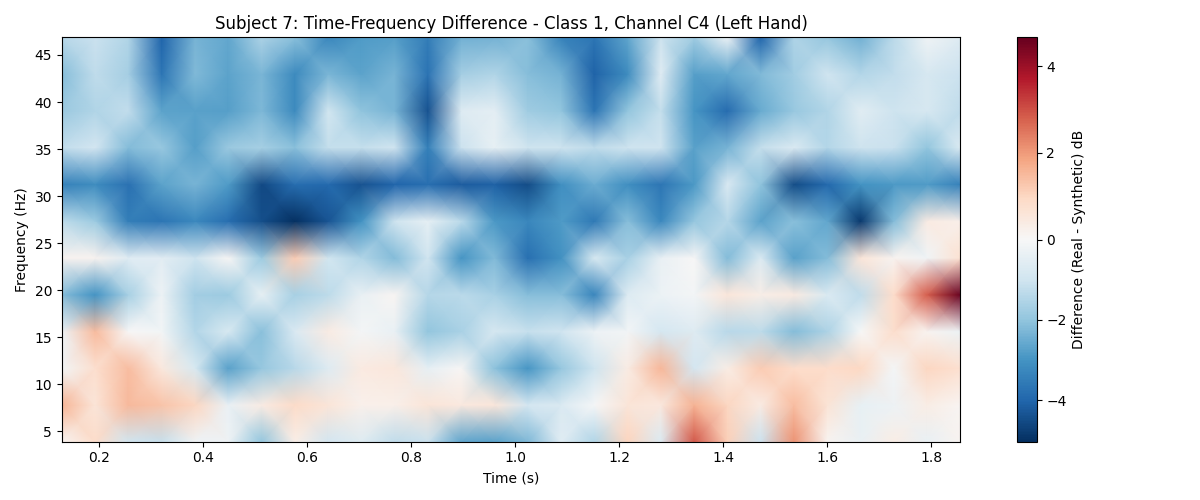 Subject 7: Time-Frequency Difference - Class 1, Channel C4 (Left Hand)
45
40
35
30
25
20
15
10
5
Frequency (Hz)
0.2 0.4 0.6 0.8 1.0 1.2 1.4 1.6 1.8
Time (s)
4
2
0
−2
−4
Difference (Real - Synthetic) dB